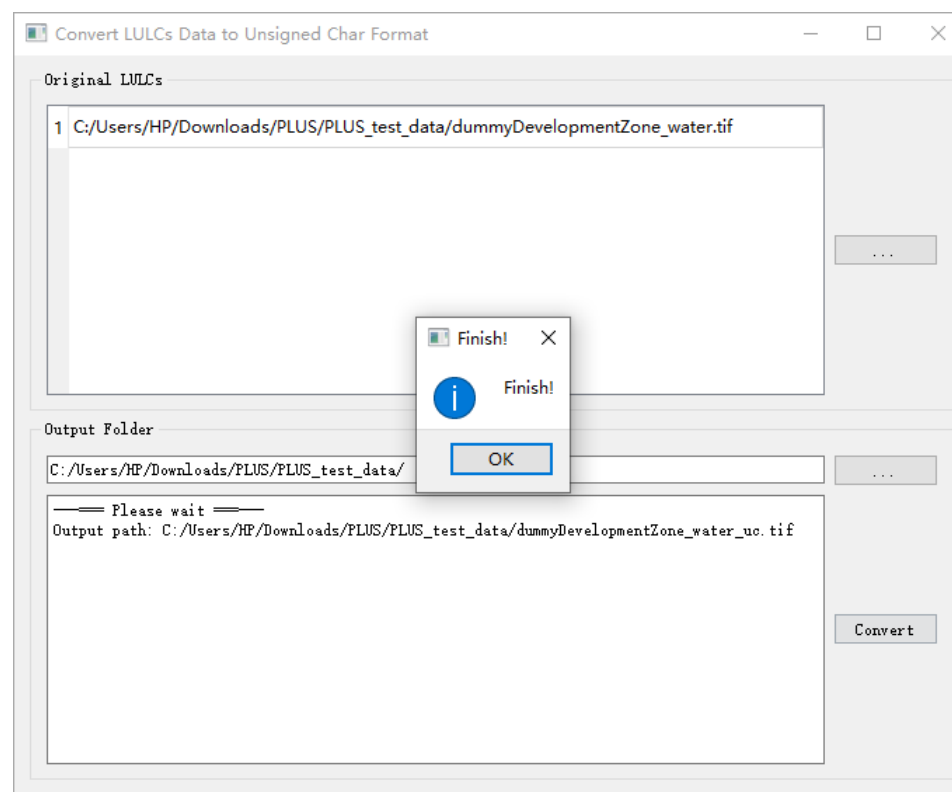 Convert LULCs Data to Unsigned Char Format
Original LULCs
1 C:/Users/HP/Downloads/PLUS/PLUS_test_data/dummyDevelopmentZone_water.tif
...
Finish!
Finish!
OK
Output Folder
C:/Users/HP/Downloads/PLUS/PLUS_test_data/
...
----=== Please wait ===----
Output path: C:/Users/HP/Downloads/PLUS/PLUS_test_data/dummyDevelopmentZone_water_uc.tif
Convert